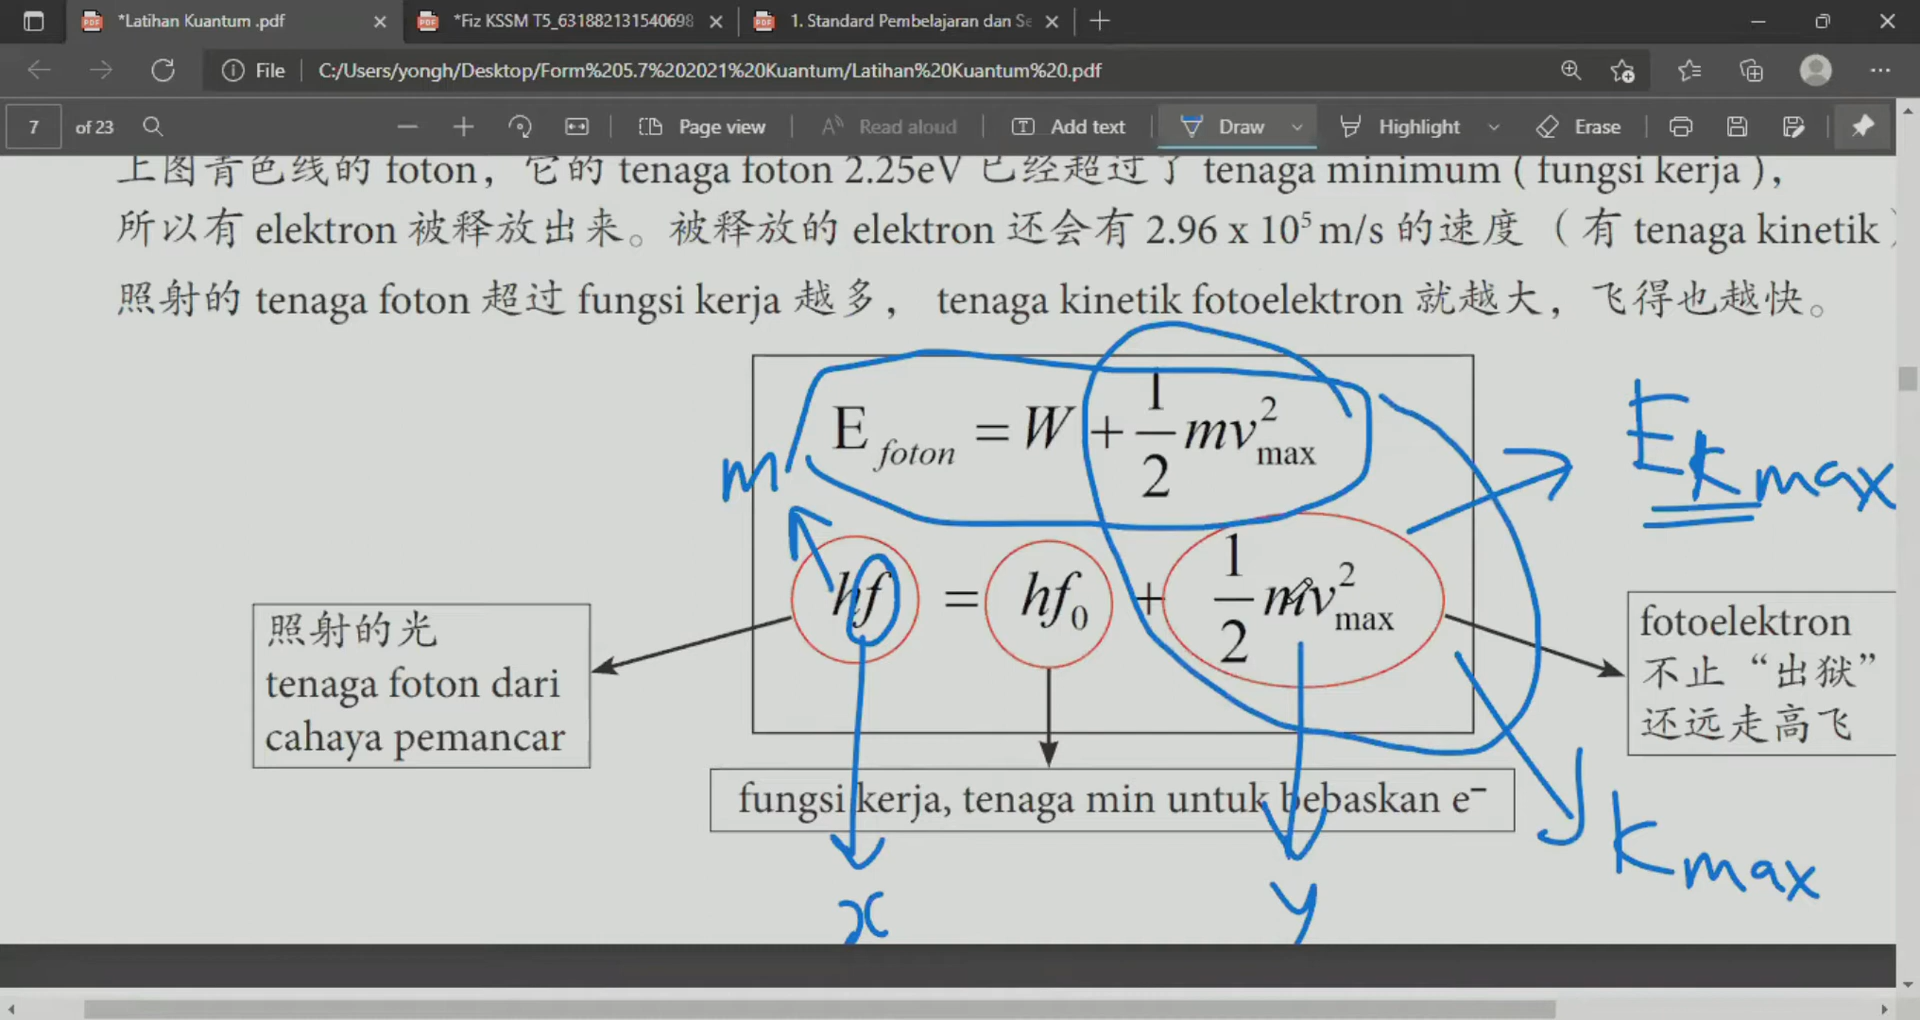 *Latihan Kuantum .pdf
*Fiz KSSM T5_631882131540698
1. Standard Pembelajaran dan Se
File
C:/Users/yongh/Desktop/Form%205.7%202021%20Kuantum/Latihan%20Kuantum%20.pdf
7 of 23
Page view
Read aloud
Add text
Draw
Highlight
Erase
上图青色线的 foton，它的 tenaga foton 2.25eV 已经超过了 tenaga minimum ( fungsi kerja )，
所以有 elektron 被释放出来。被释放的 elektron 还会有 2.96 x 10⁵ m/s 的速度（有 tenaga kinetik）
照射的 tenaga foton 超过 fungsi kerja 越多， tenaga kinetik fotoelektron 就越大，飞得也越快。
E foton = W + 1/2 mv²max
Ek max
m
hf = hf₀ + 1/2 mv²max
照射的光
tenaga foton dari
cahaya pemancar
fotoelektron
不止“出狱”
还远走高飞
fungsi kerja, tenaga min untuk bebaskan e⁻
Kmax
x
y